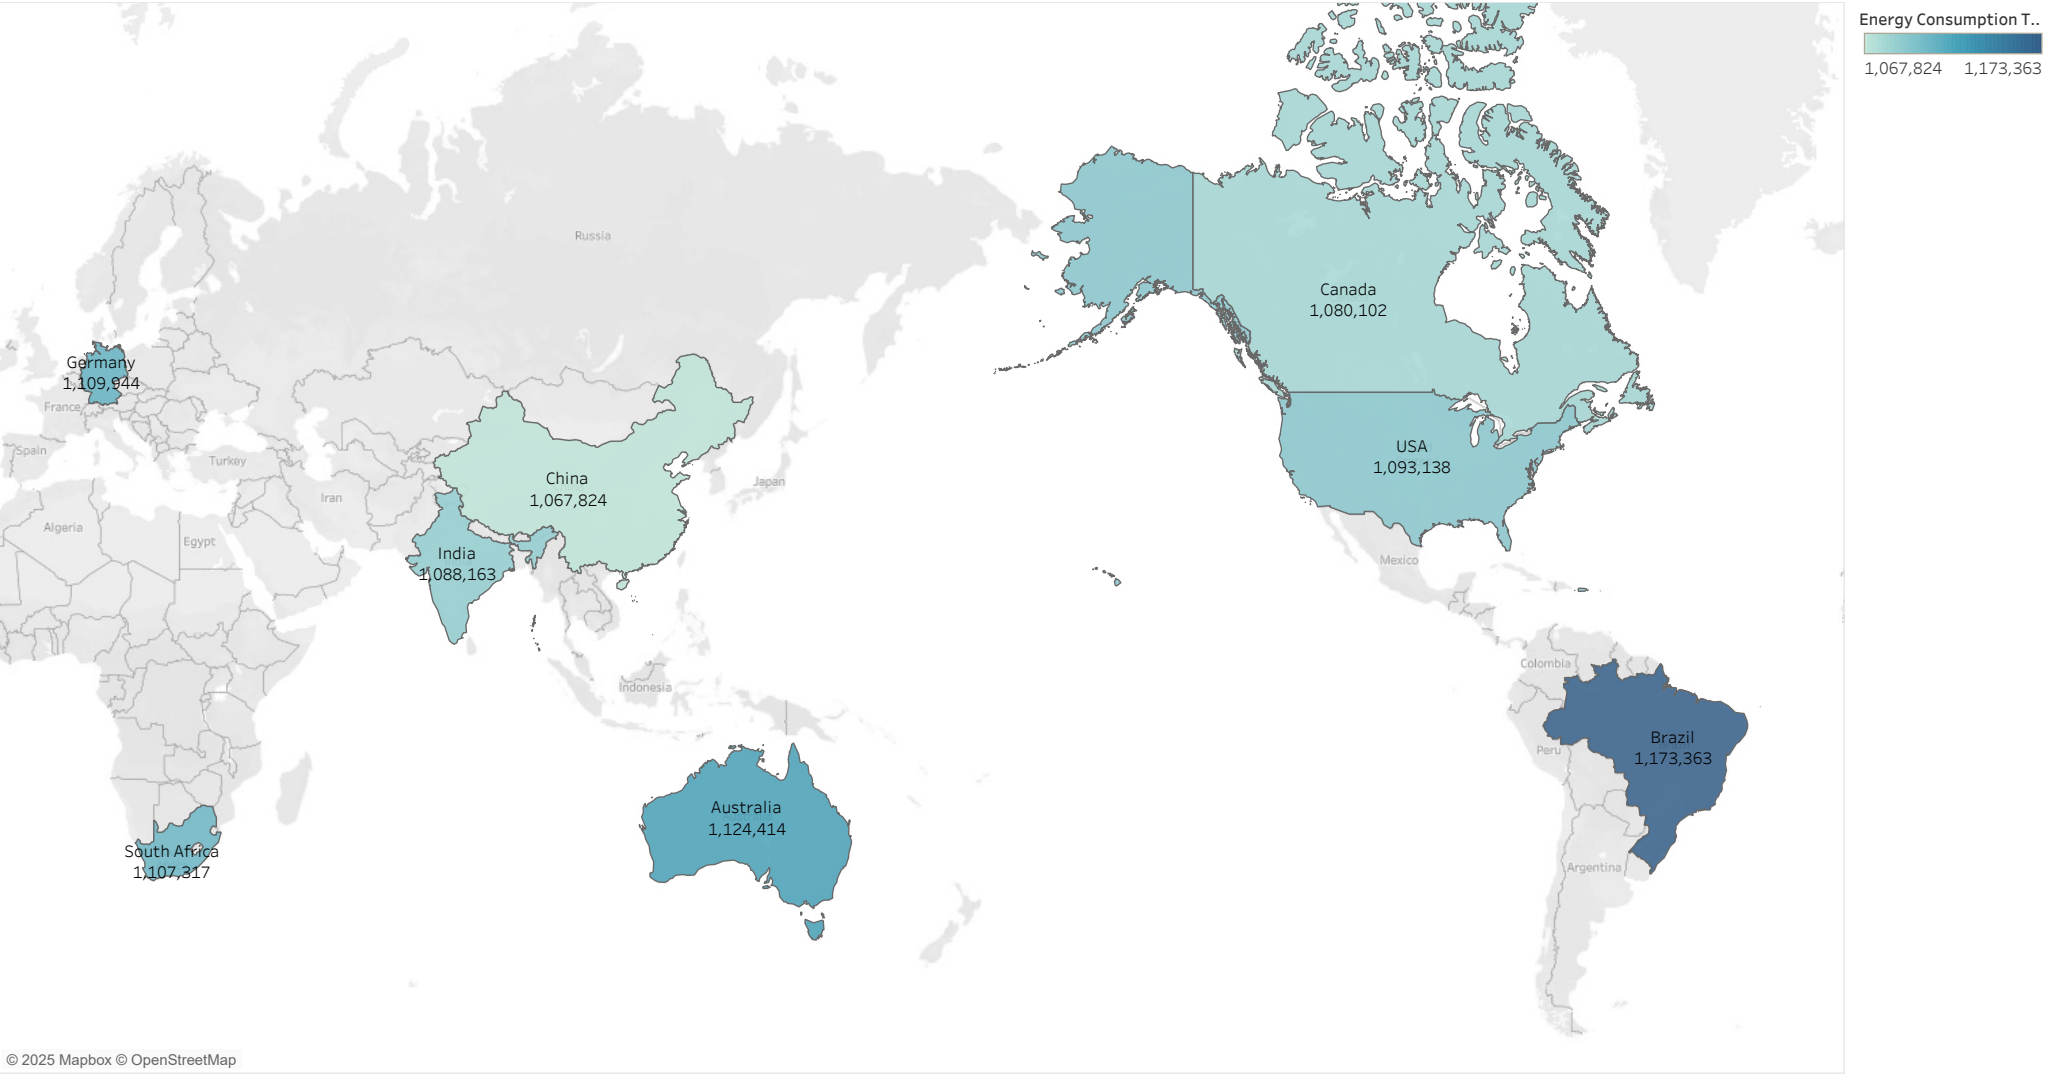 Energy Consumption T..
1,067,824 1,173,363
Russia
Canada
1,080,102
Germany
1,109,944
France
USA
1,093,138
Spain
Turkey
China
1,067,824
Japan
Iran
Algeria
Egypt
India
1,088,163
Mexico
Colombia
Indonesia
Brazil
1,173,363
Peru
Australia
1,124,414
South Africa
1,107,317
Argentina
© 2025 Mapbox © OpenStreetMap